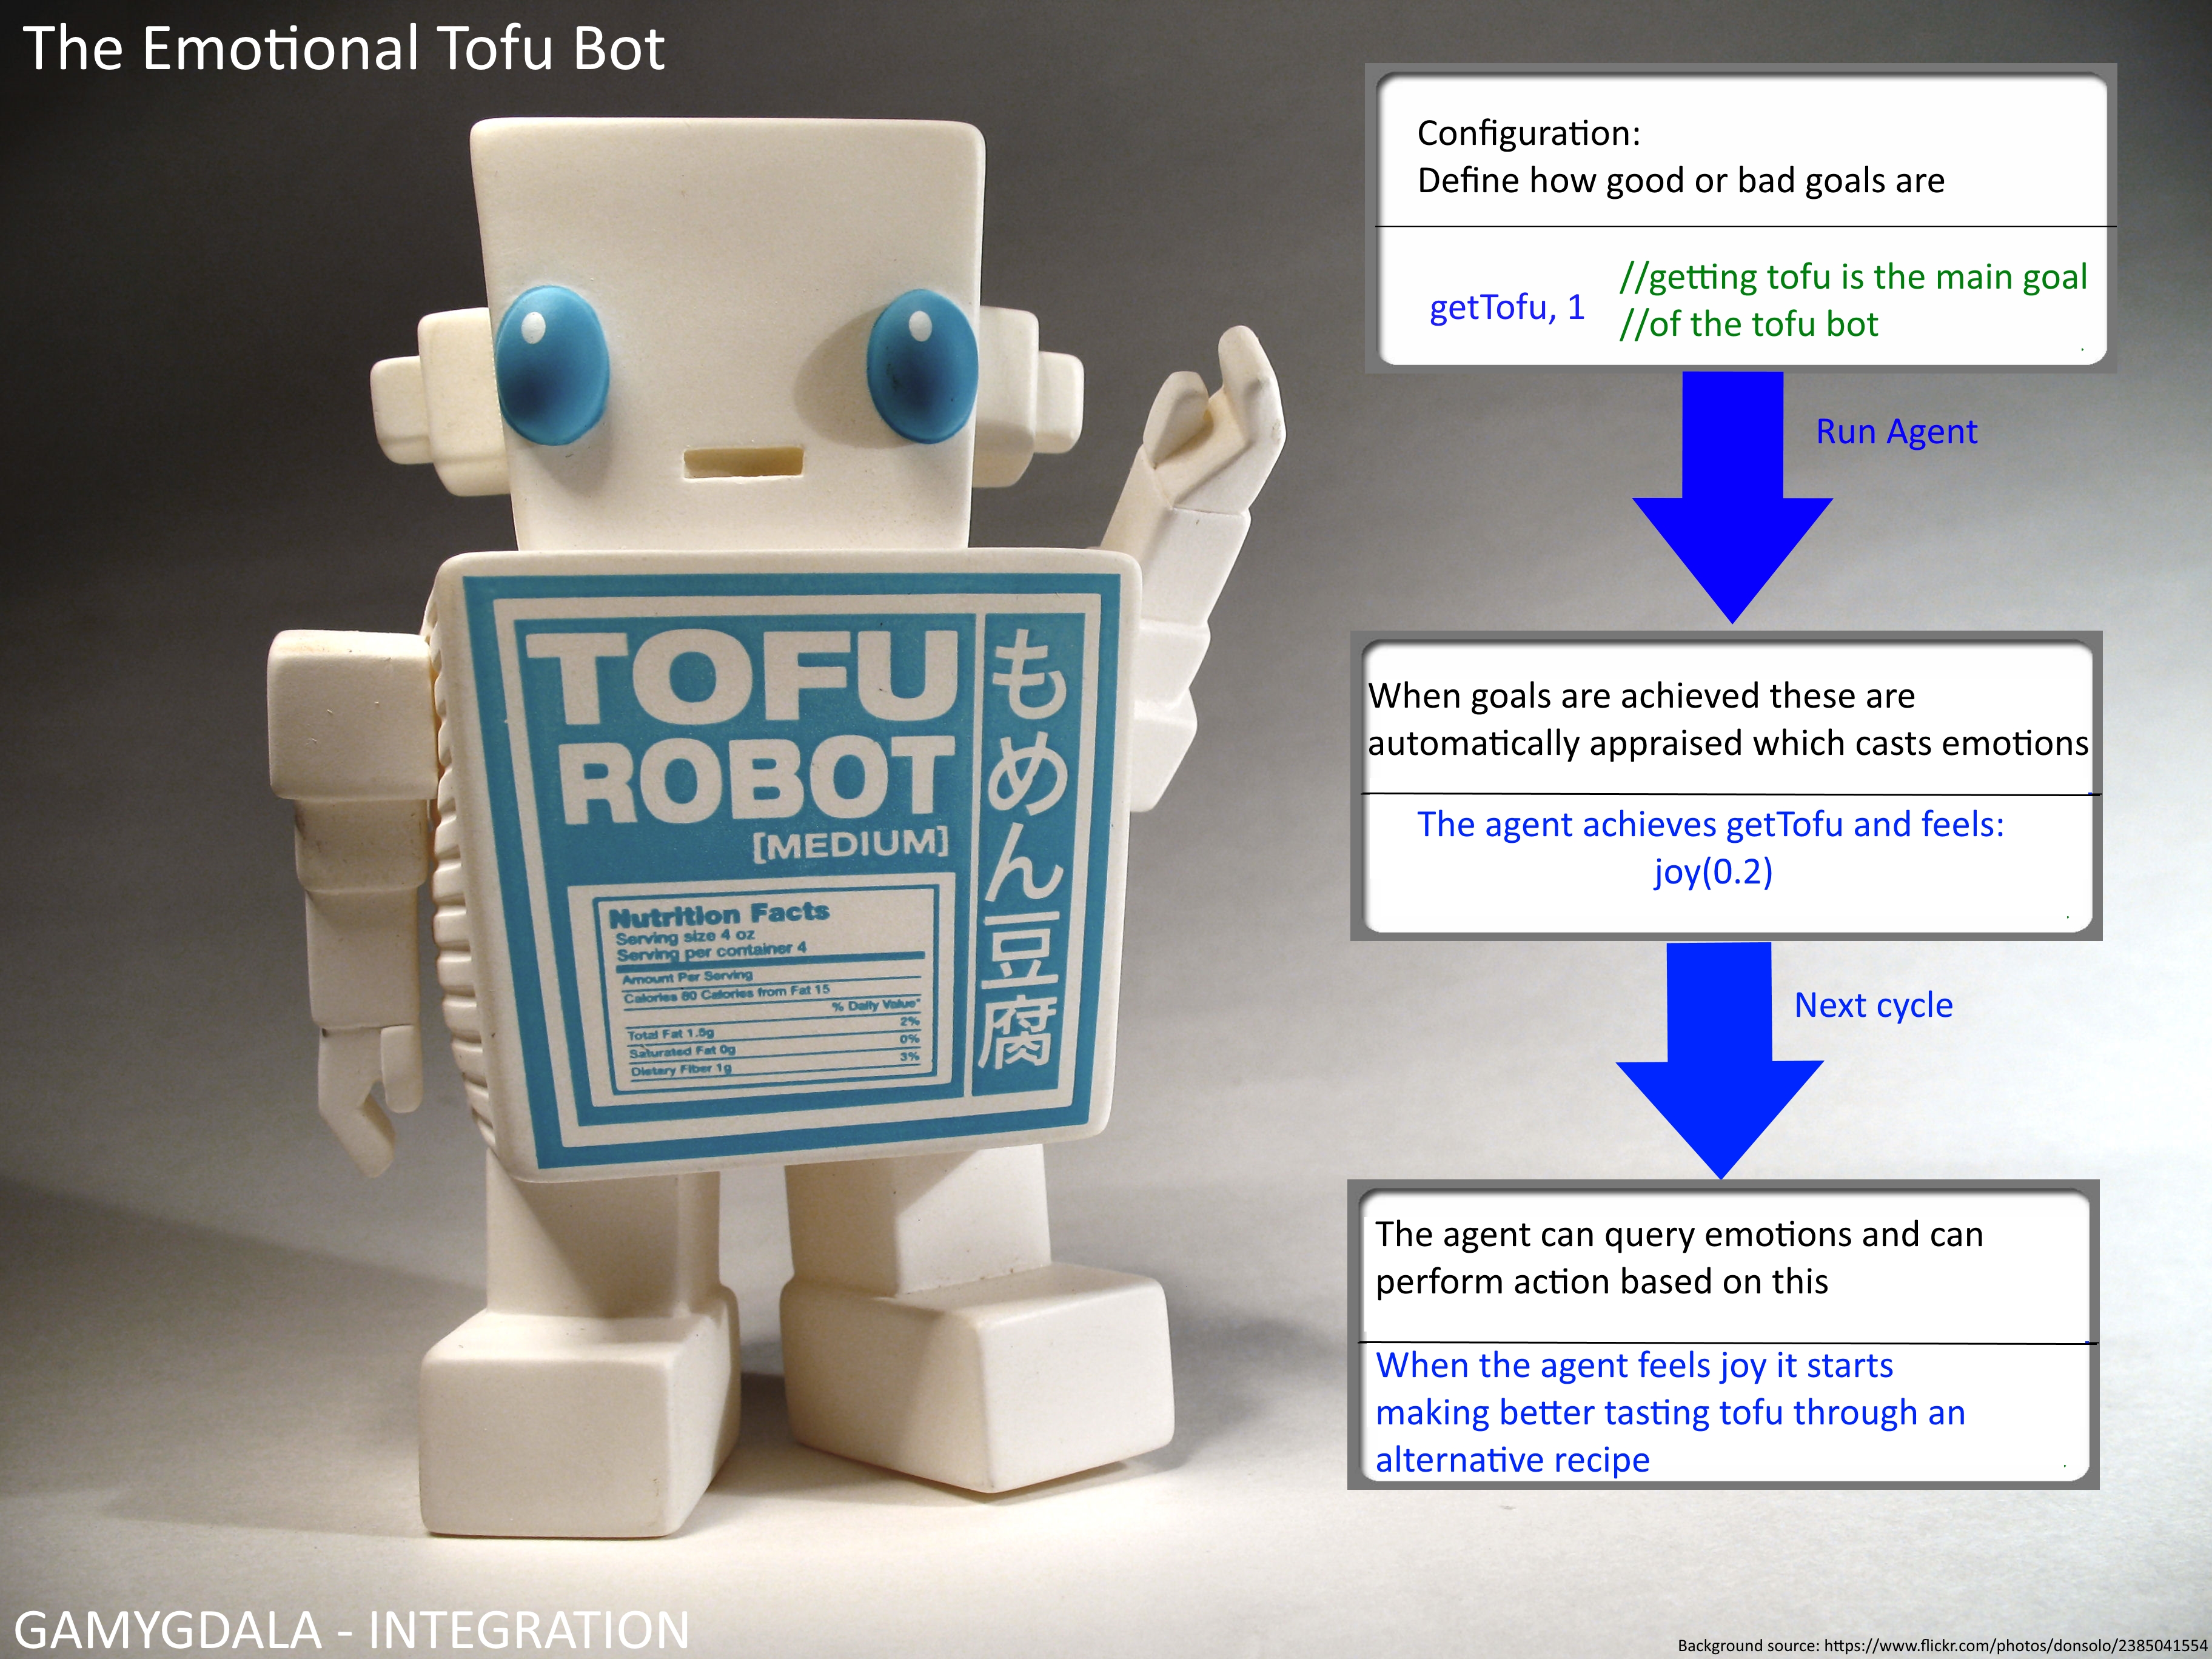 The Emotional Tofu Bot
Configuration:
Define how good or bad goals are
getTofu, 1
//getting tofu is the main goal
//of the tofu bot
Run Agent
When goals are achieved these are
automatically appraised which casts emotions
The agent achieves getTofu and feels:
joy(0.2)
Next cycle
The agent can query emotions and can
perform action based on this
When the agent feels joy it starts
making better tasting tofu through an
alternative recipe
TOFU
ROBOT
[MEDIUM]
もめん豆腐
Nutrition Facts
Serving size 4 oz
Serving per container 4
Amount Per Serving
Calories 80 Calories from Fat 15
% Daily Value*
2%
Total Fat 1.5g
0%
Saturated Fat 0g
3%
Dietary Fiber 1g
GAMYGDALA - INTEGRATION
Background source: https://www.flickr.com/photos/donsolo/2385041554